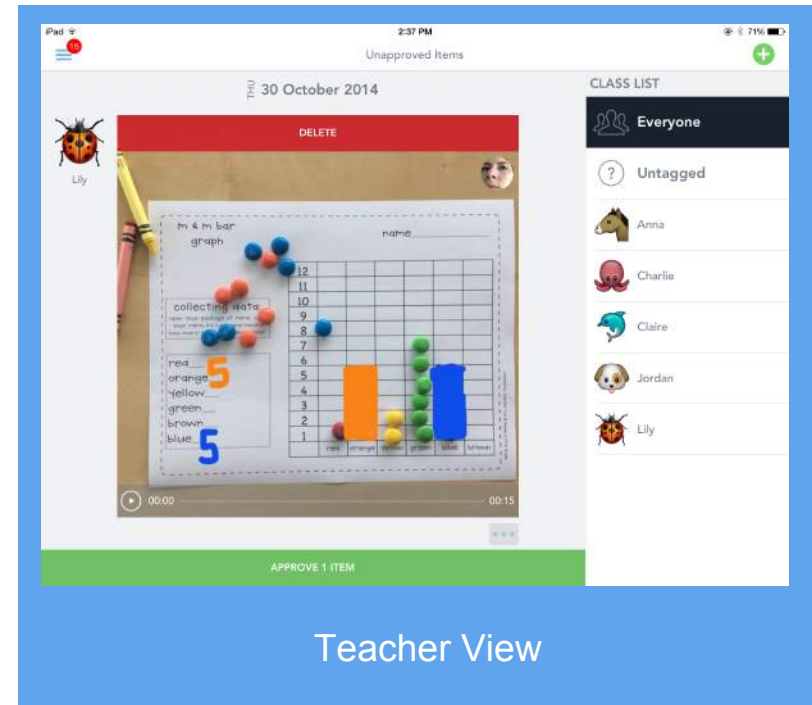 iPad
2:37 PM
71%
16
Unapproved Items
THU 30 October 2014
CLASS LIST
Everyone
? Untagged
Anna
Charlie
Claire
Jordan
Lily
Lily
DELETE
m & m bar
graph
name
collecting data
red
orange 5
yellow
green
brown
blue 5
12
11
10
9
8
7
6
5
4
3
2
1
red orange yellow green blue brown
00:00
00:15
APPROVE 1 ITEM
Teacher View